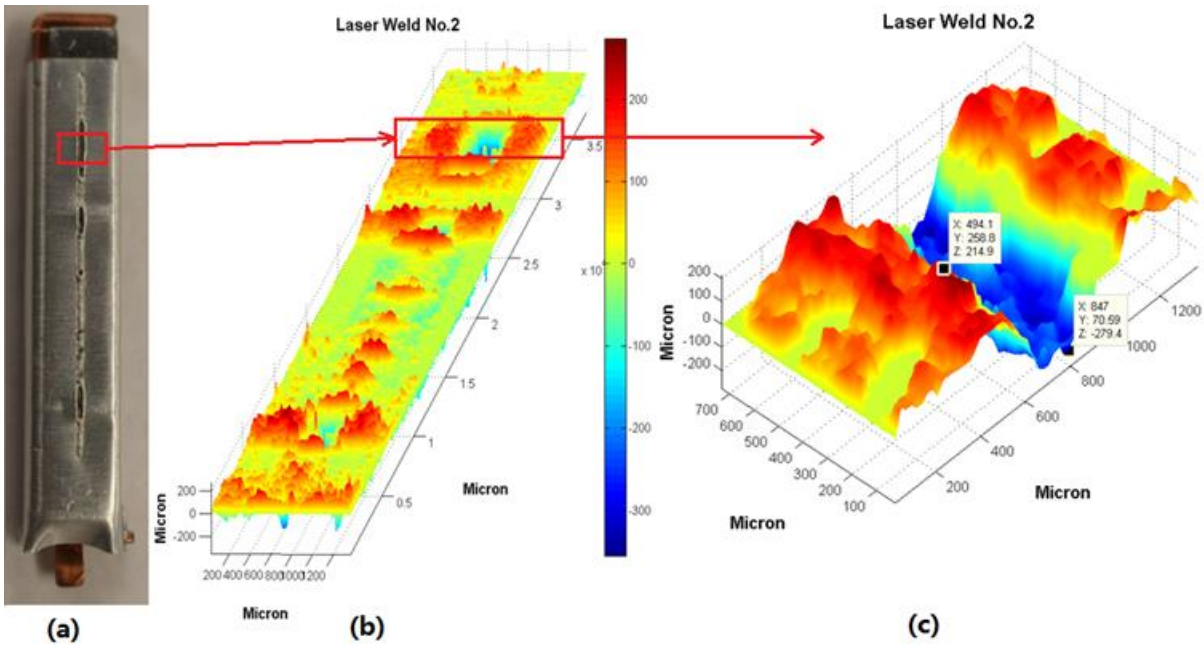 Laser Weld No.2
200
100
0
-100
-200
-300
3.5
3
x 10
2.5
2
1.5
1
0.5
Micron
200
0
-200
Micron
200 400 600 800 1000 1200
Micron
Laser Weld No.2
X: 494.1
Y: 258.8
Z: 214.9
X: 847
Y: 70.59
Z: -279.4
200
100
0
-100
-200
Micron
700
600
500
400
300
200
100
Micron
200
400
600
800
1000
1200
Micron
(a)
(b)
(c)